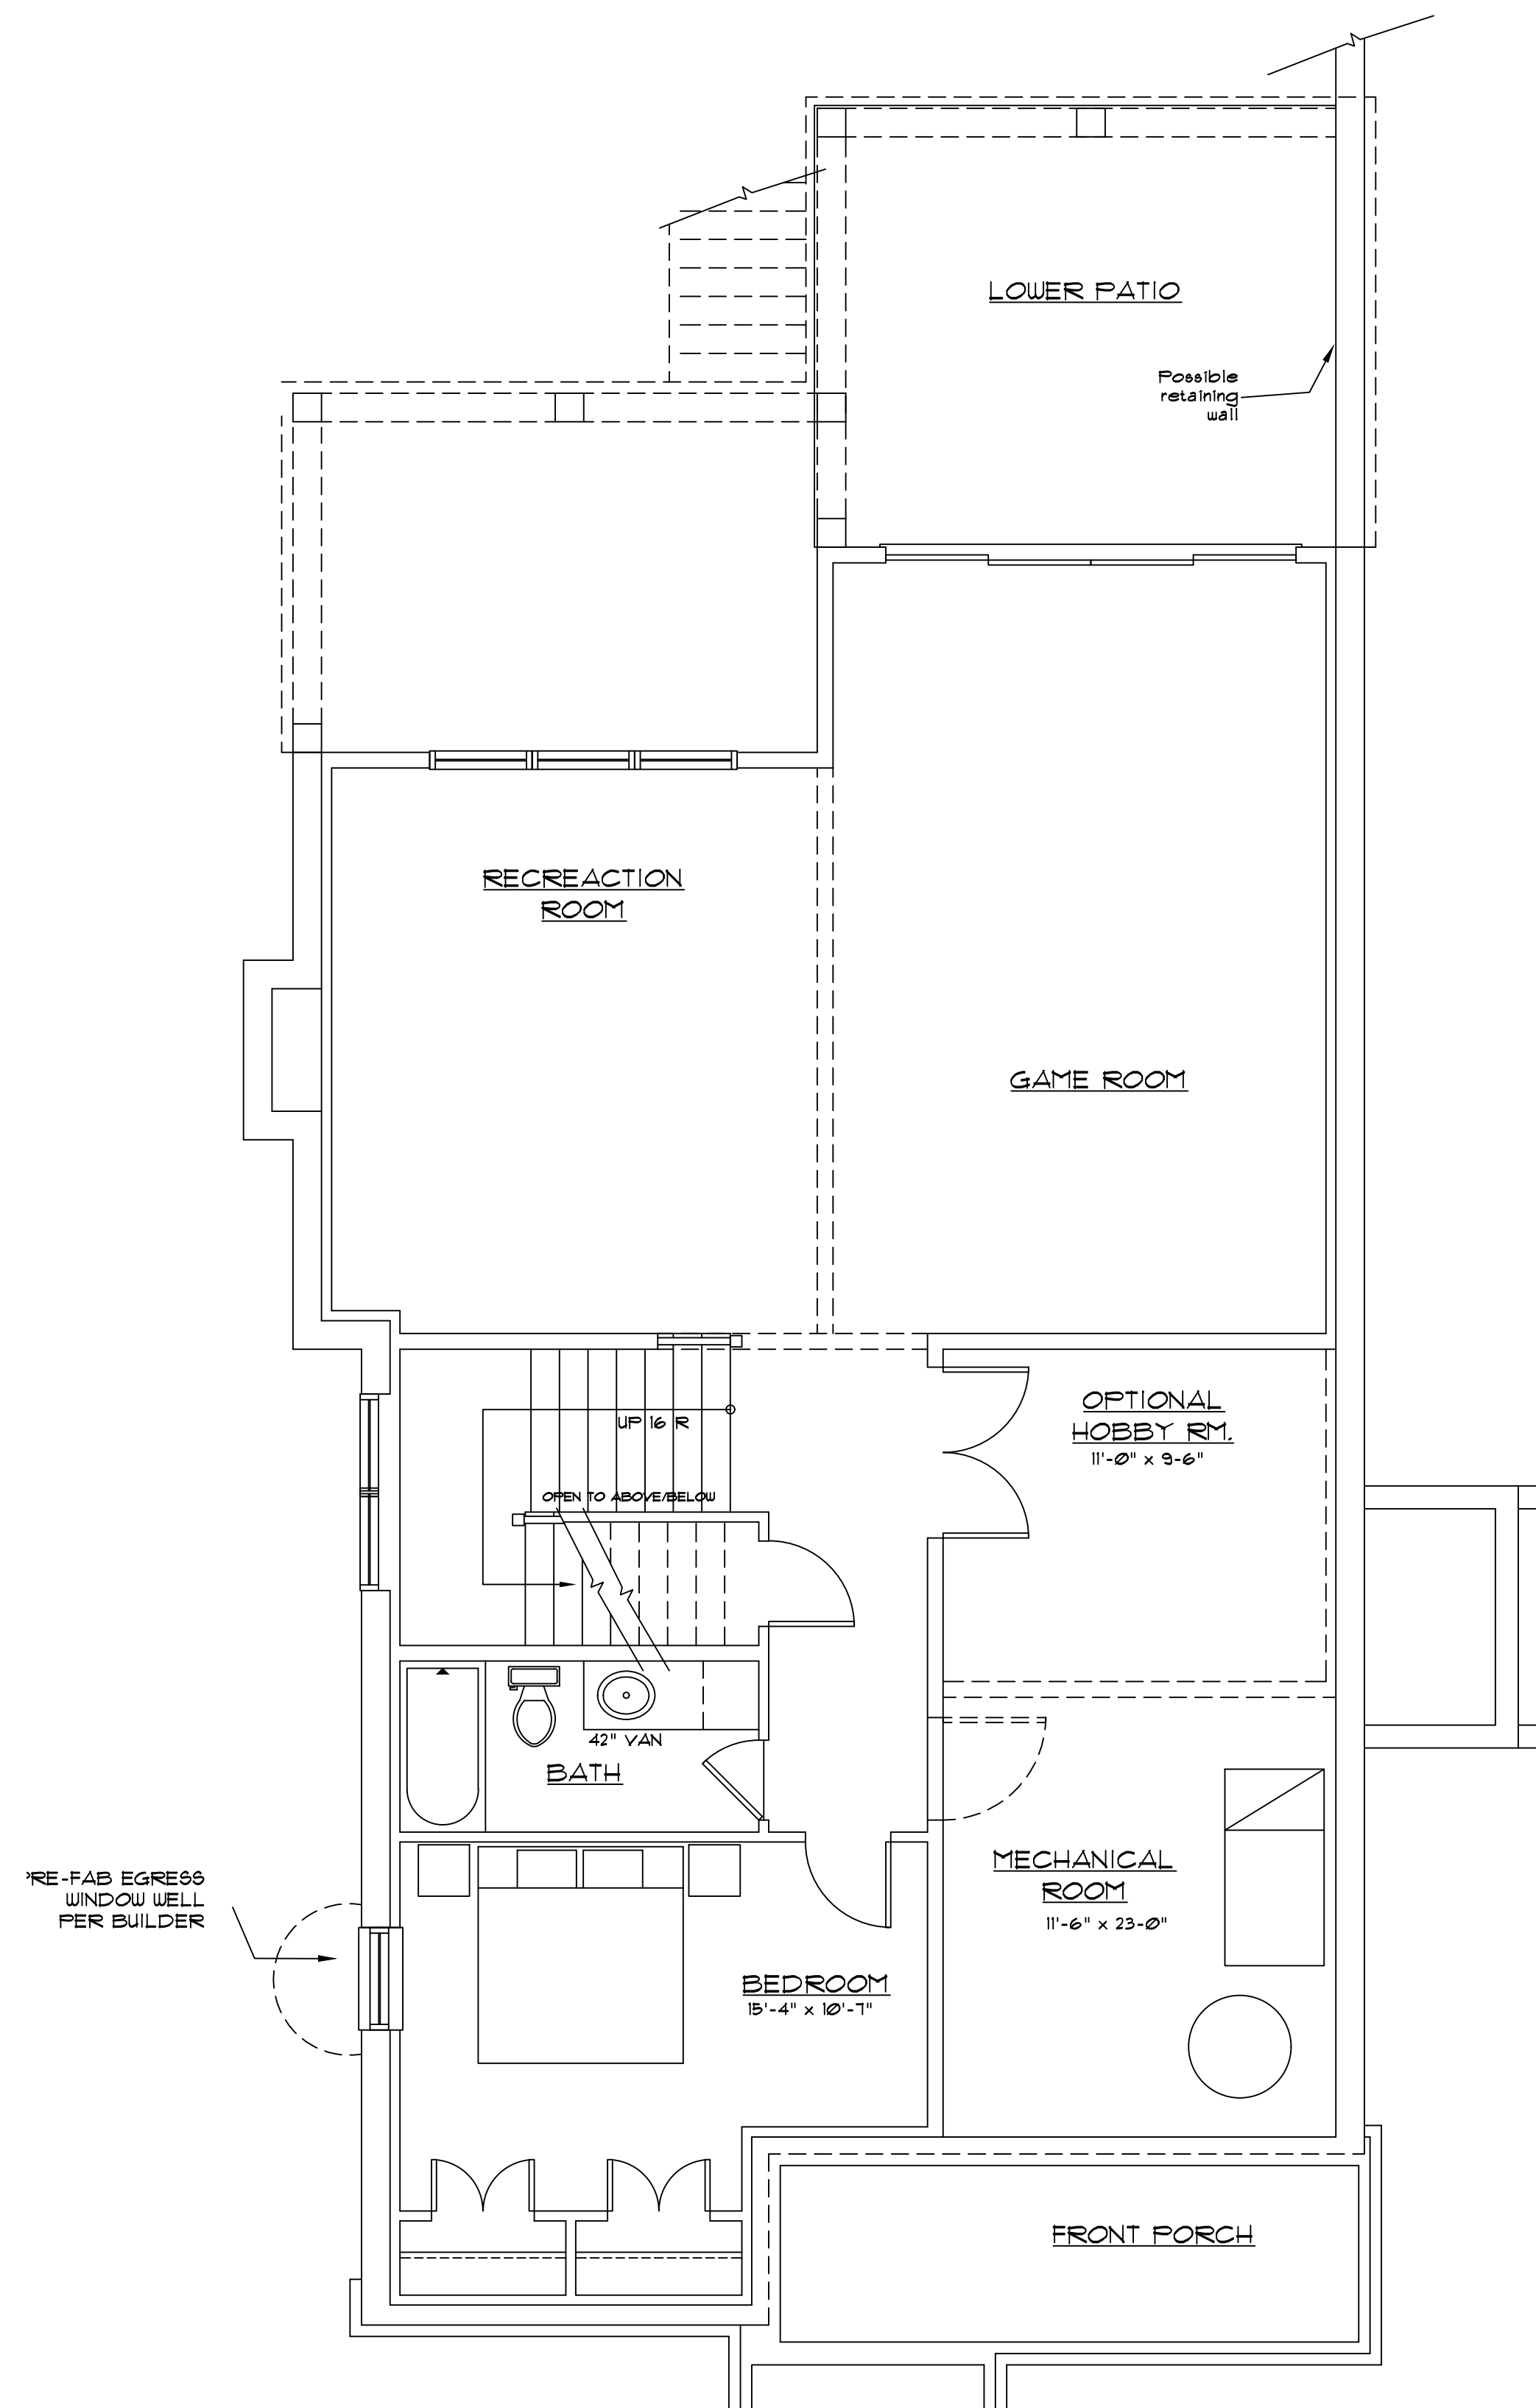 LOWER PATIO
Possible
retaining
wall
RECREACTION
ROOM
GAME ROOM
OPTIONAL
HOBBY RM.
11'-0" x 9-6"
UP 16 R
OPEN TO ABOVE/BELOW
42" VAN
BATH
'RE-FAB EGRESS
WINDOW WELL
PER BUILDER
MECHANICAL
ROOM
11'-6" x 23-0"
BEDROOM
15'-4" x 10'-7"
FRONT PORCH